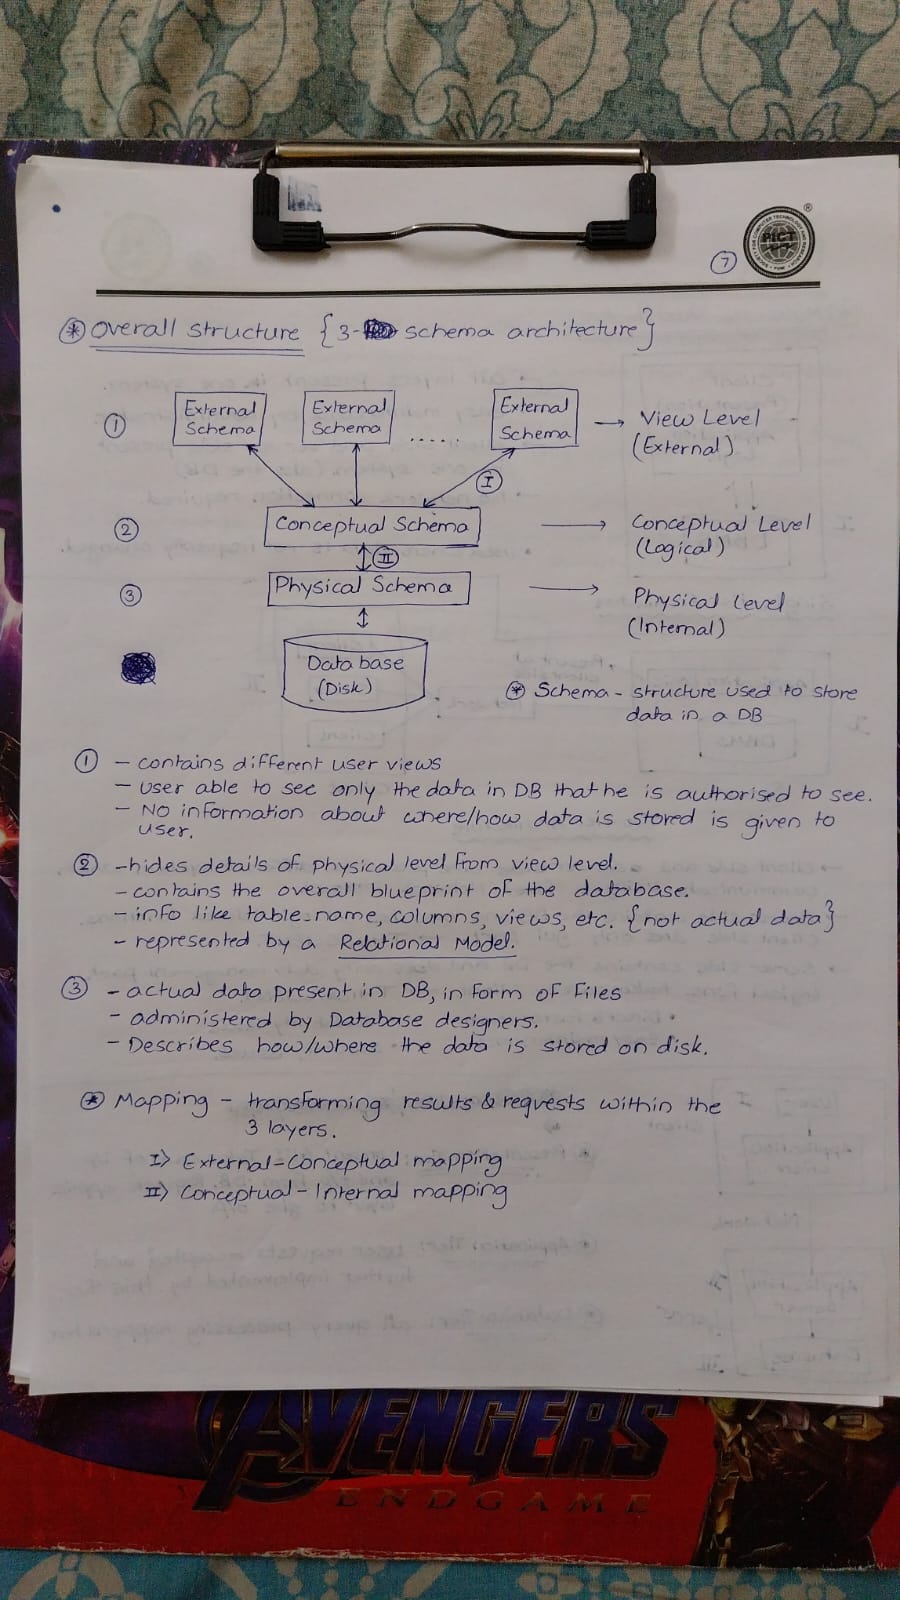 7
PICT
* Overall structure {3- schema architecture}
1
External
Schema
External
Schema
......
External
Schema
→ View Level
(External)
I
2
Conceptual Schema
→ Conceptual Level
(Logical)
II
3
Physical Schema
→ Physical Level
(Internal)
Database
(Disk)
* Schema - structure used to store
data in a DB
1 - contains different user views
- user able to see only the data in DB that he is authorised to see.
- No information about where/how data is stored is given to
user.
2 - hides details of physical level from view level.
- contains the overall blueprint of the database.
- info like table-name, columns, views, etc. {not actual data}
- represented by a Relational Model.
3 - actual data present in DB, in form of files
- administered by Database designers.
- Describes how/where the data is stored on disk.
* Mapping - transforming results & reqests within the
3 layers.
I> External-Conceptual mapping
II> Conceptual-Internal mapping
AVENGERS
ENDGAME